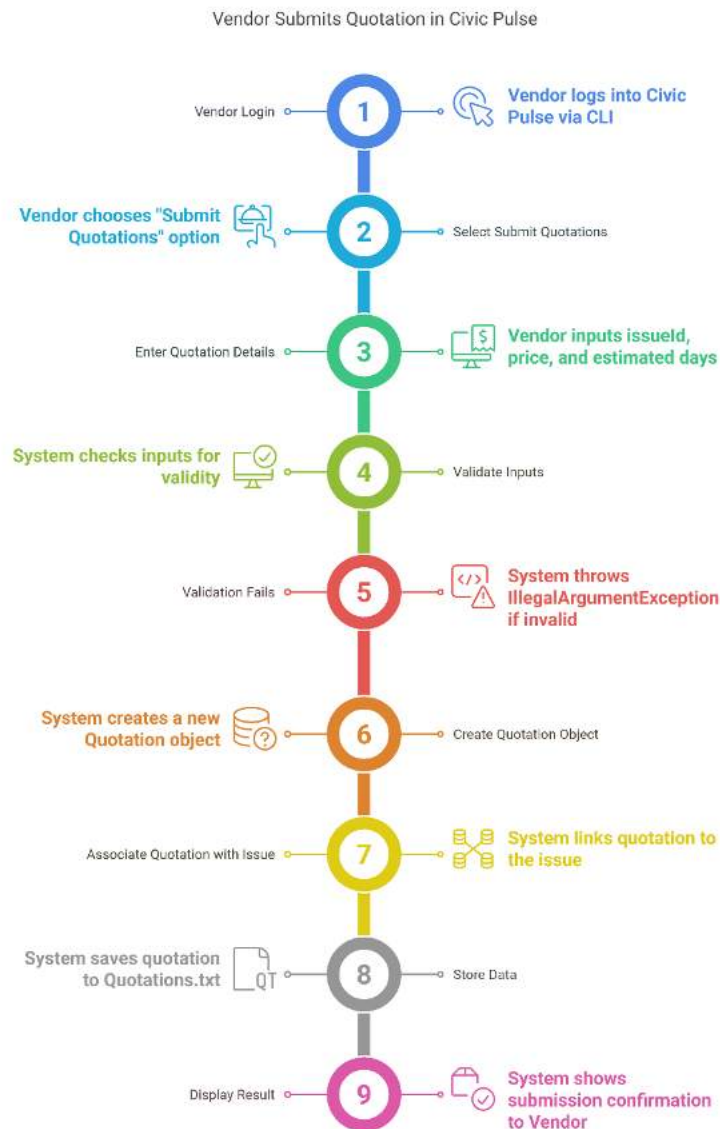 Vendor Submits Quotation in Civic Pulse
Vendor Login
1
Vendor logs into Civic
Pulse via CLI
Vendor chooses "Submit
Quotations" option
2
Select Submit Quotations
Enter Quotation Details
3
$
Vendor inputs issueId,
price, and estimated days
System checks inputs for
validity
4
Validate Inputs
Validation Fails
5
</>
System throws
IllegalArgumentException
if invalid
System creates a new
Quotation object
?
6
Create Quotation Object
Associate Quotation with Issue
7
System links quotation to
the issue
System saves quotation
to Quotations.txt
QT
8
Store Data
Display Result
9
System shows
submission confirmation
to Vendor